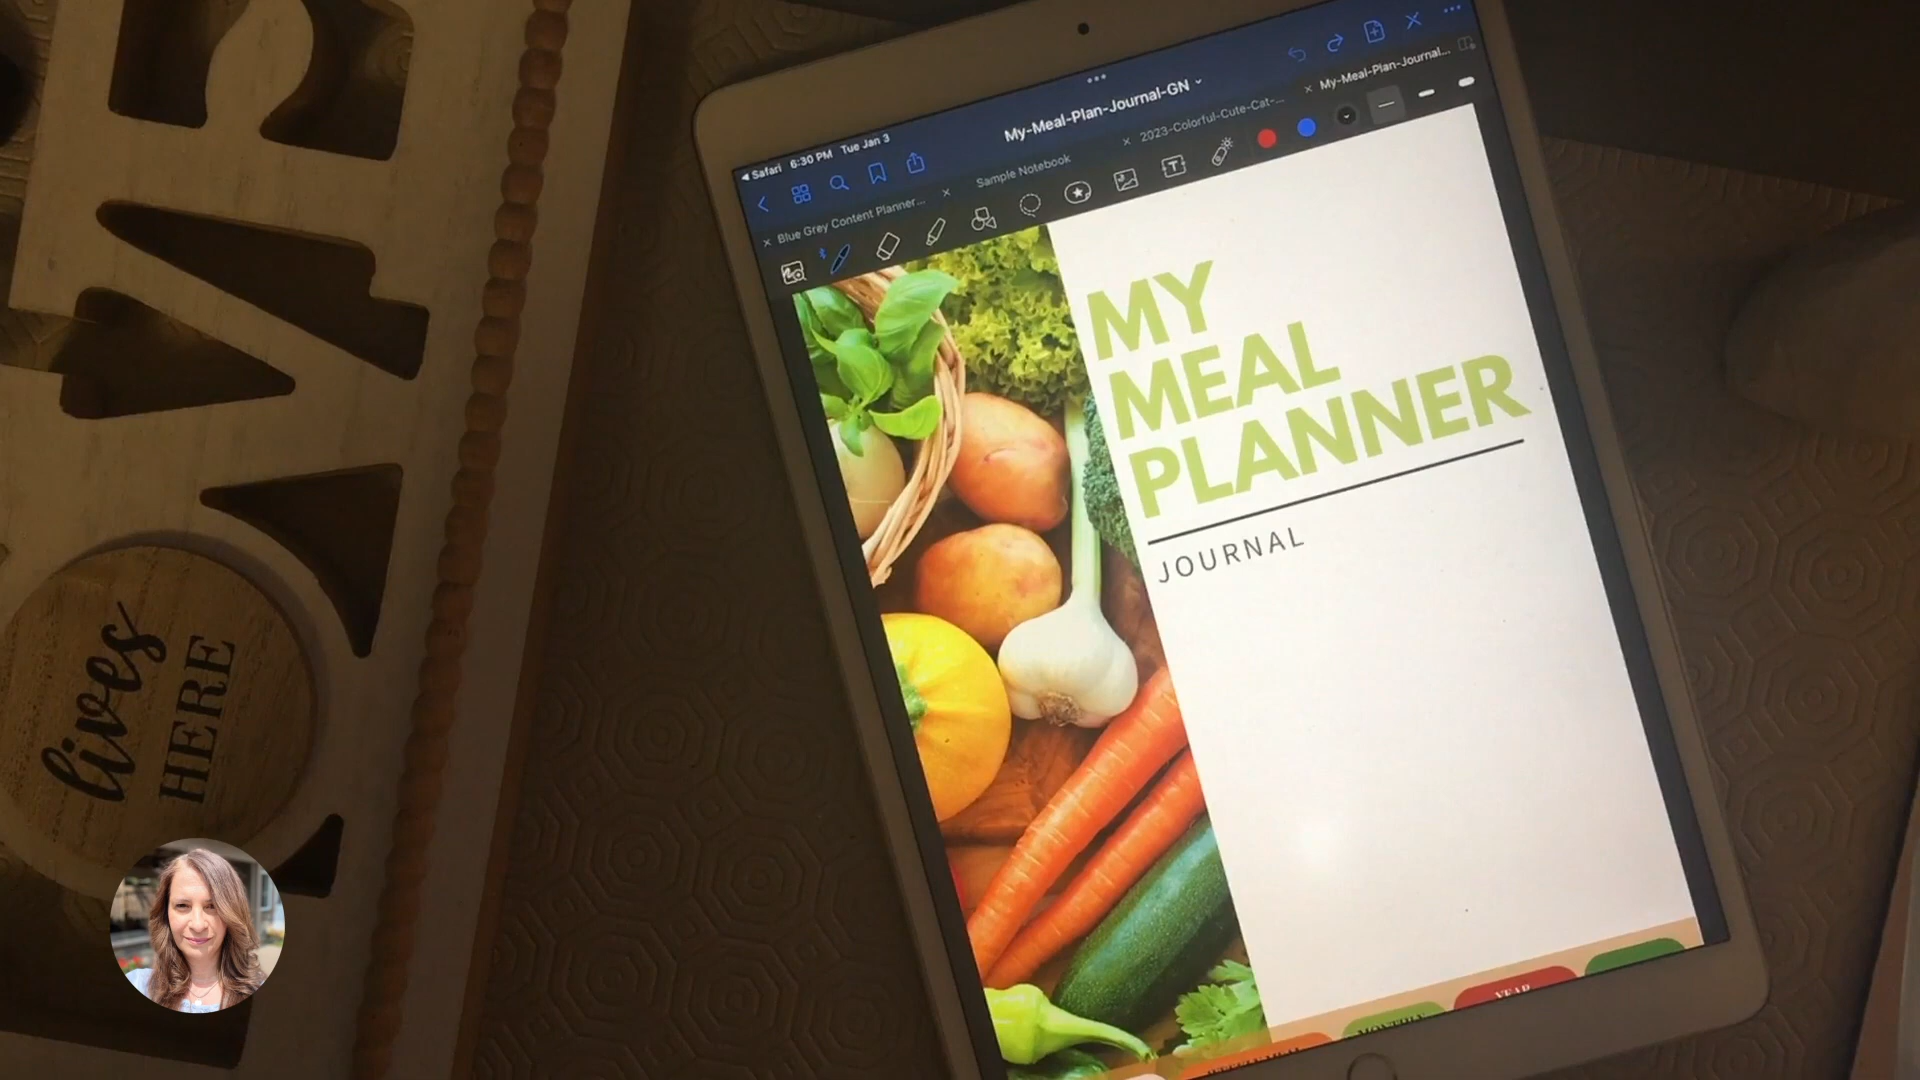 Safari 6:30 PM Tue Jan 3
My-Meal-Plan-Journal-GN
Blue Grey Content Planner...
Sample Notebook
2023-Colorful-Cute-Cat-...
My-Meal-Plan-Journal...
T
MY
MEAL
PLANNER
JOURNAL
YEAR
lives
HERE